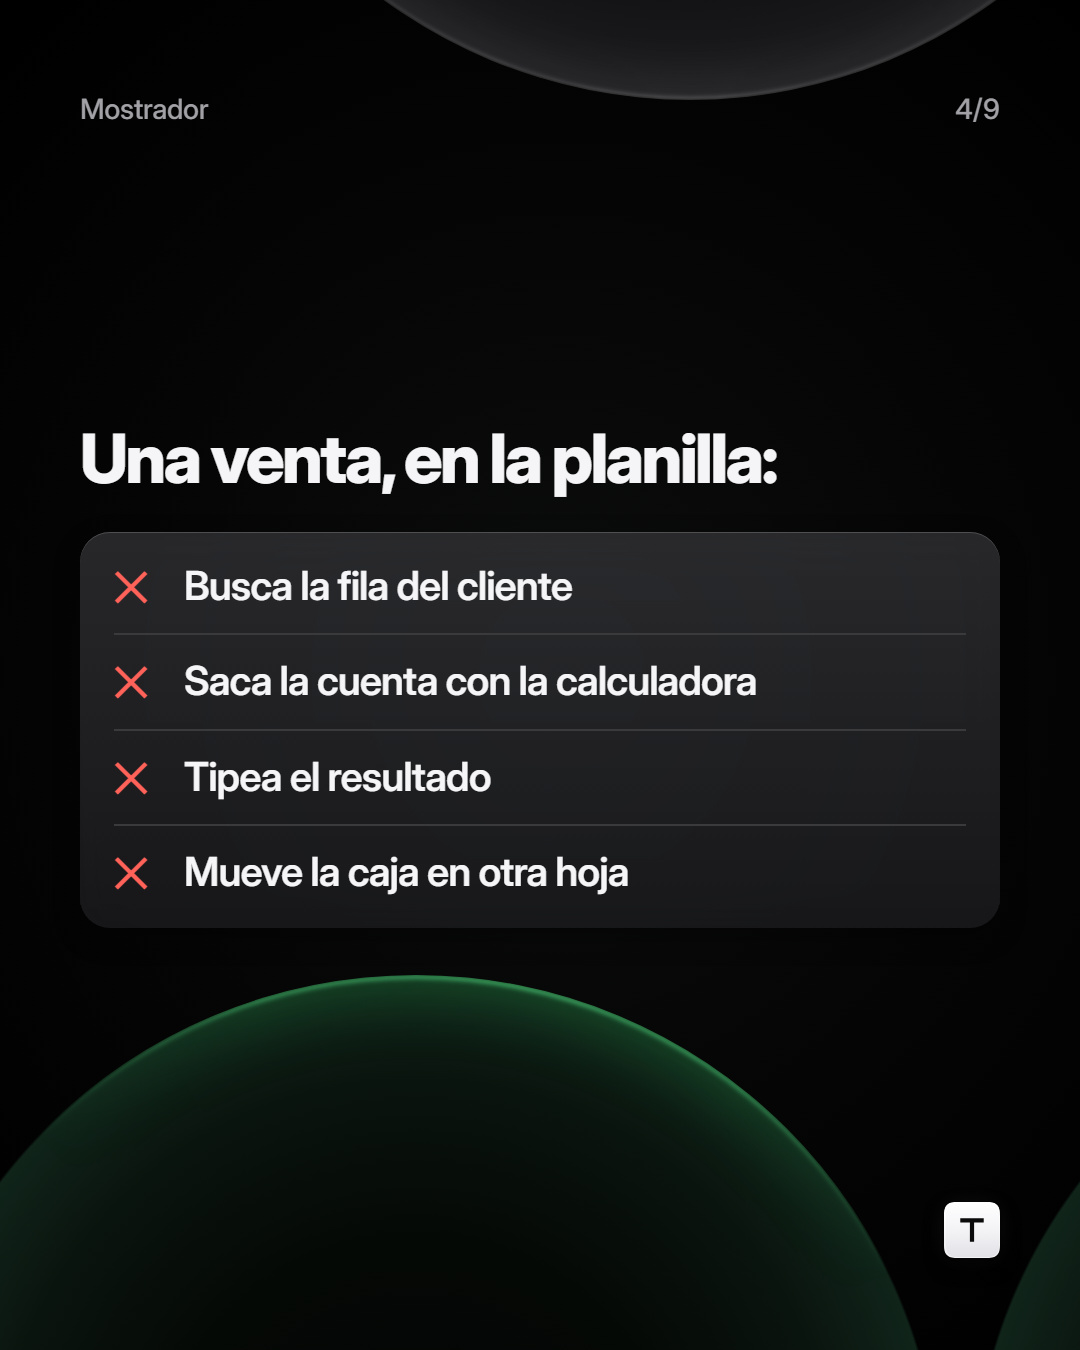 Mostrador
4/9
Una venta, en la planilla:
Busca la fila del cliente
Saca la cuenta con la calculadora
Tipea el resultado
Mueve la caja en otra hoja
T